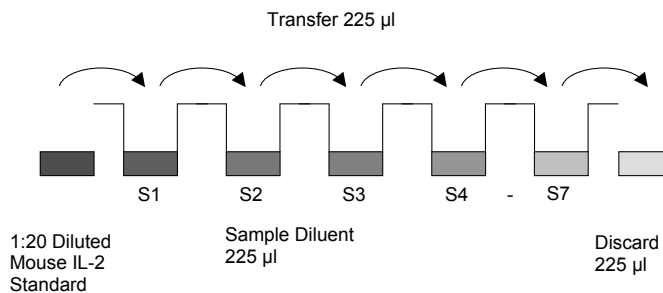 Transfer 225 µl
S1 S2 S3 S4 - S7
1:20 Diluted
Mouse IL-2
Standard
Sample Diluent
225 µl
Discard
225 µl